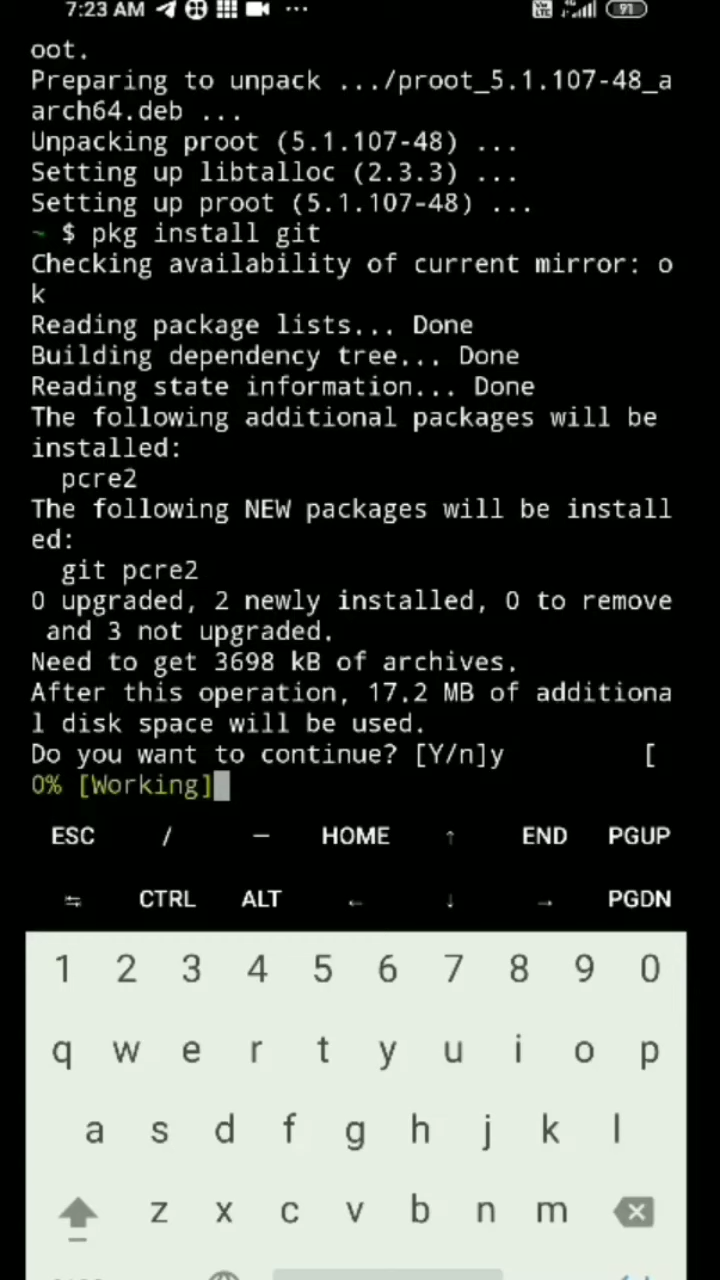 7:23 AM ... 91
oot.
Preparing to unpack .../proot_5.1.107-48_a
arch64.deb ...
Unpacking proot (5.1.107-48) ...
Setting up libtalloc (2.3.3) ...
Setting up proot (5.1.107-48) ...
~ $ pkg install git
Checking availability of current mirror: o
k
Reading package lists... Done
Building dependency tree... Done
Reading state information... Done
The following additional packages will be
installed:
  pcre2
The following NEW packages will be install
ed:
  git pcre2
0 upgraded, 2 newly installed, 0 to remove
 and 3 not upgraded.
Need to get 3698 kB of archives.
After this operation, 17.2 MB of additiona
l disk space will be used.
Do you want to continue? [Y/n]y [
0% [Working]
ESC / — HOME ↑ END PGUP
⇆ CTRL ALT ← ↓ → PGDN
1 2 3 4 5 6 7 8 9 0
q w e r t y u i o p
a s d f g h j k l
z x c v b n m